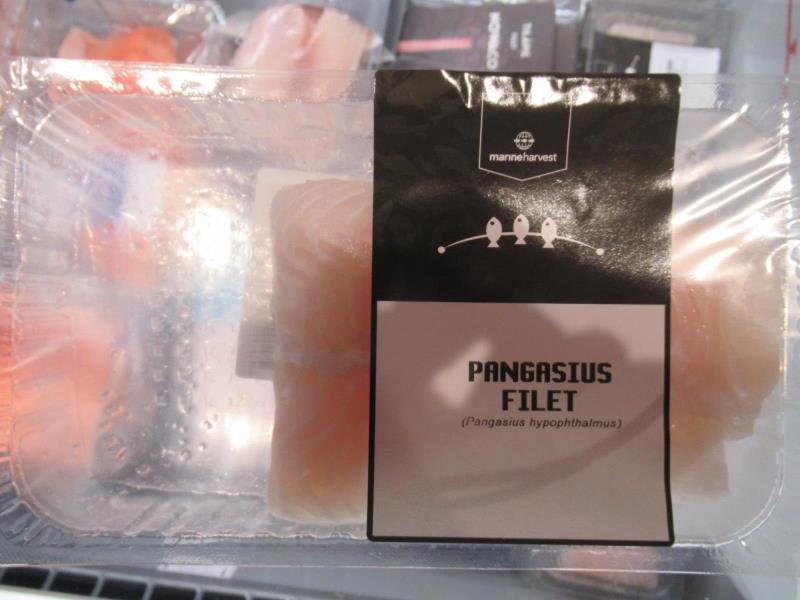 marineharvest
PANGASIUS
FILET
(Pangasius hypophthalmus)